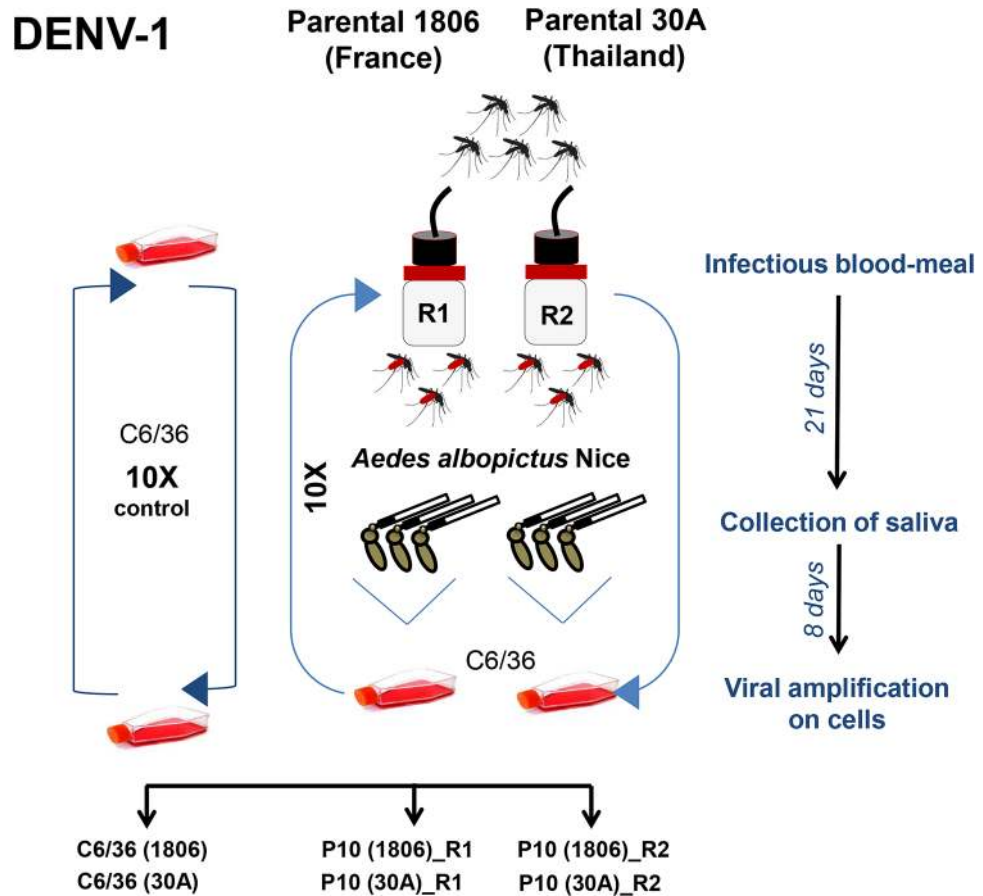 DENV-1
Parental 1806
(France)
Parental 30A
(Thailand)
R1
R2
Infectious blood-meal
21 days
C6/36
10X
control
10X
Aedes albopictus Nice
Collection of saliva
8 days
C6/36
Viral amplification
on cells
C6/36 (1806)
C6/36 (30A)
P10 (1806)_R1
P10 (30A)_R1
P10 (1806)_R2
P10 (30A)_R2